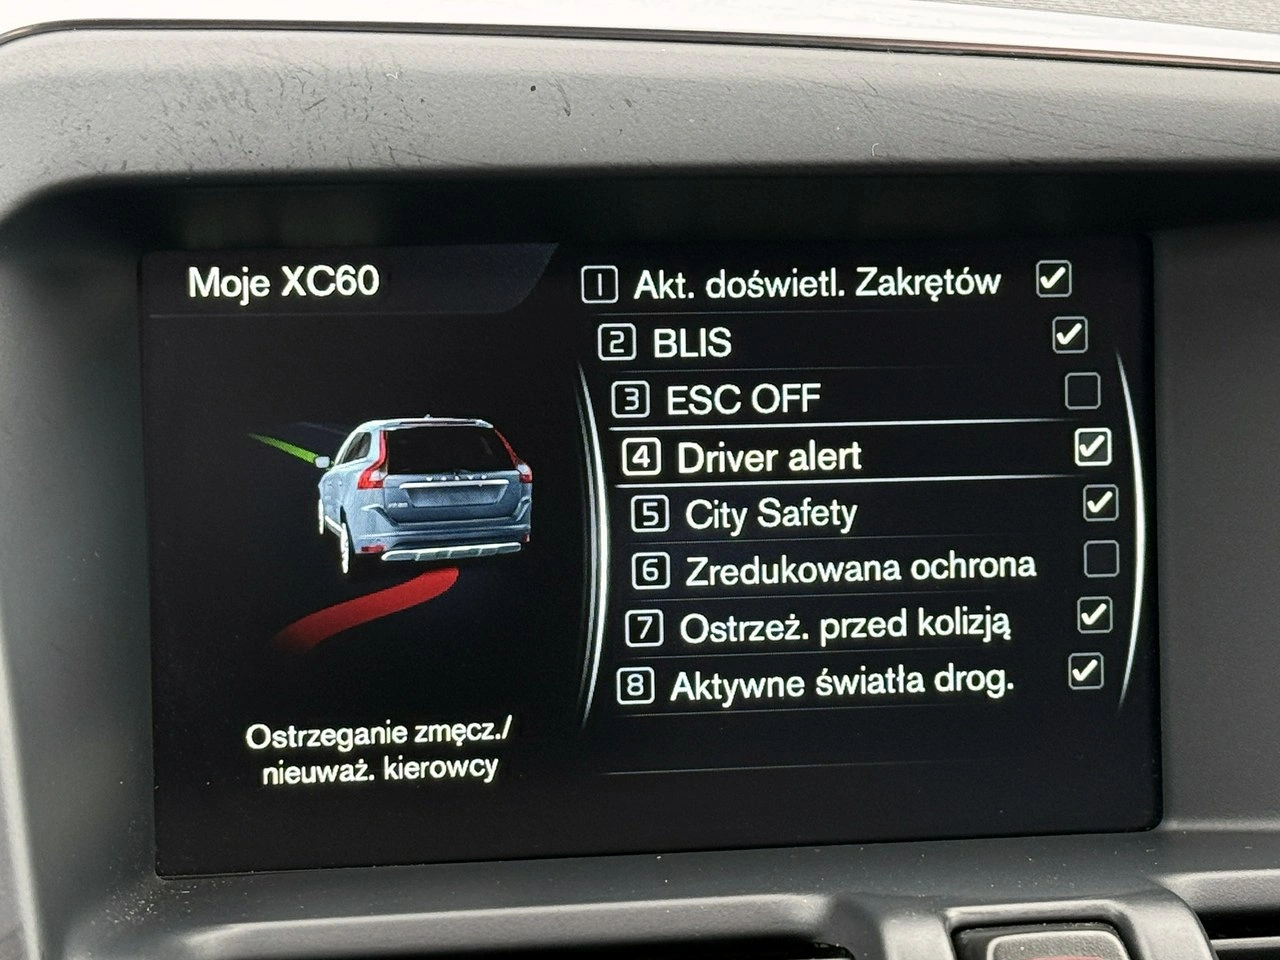 Moje XC60
1 Akt. doświetl. Zakrętów
2 BLIS
3 ESC OFF
4 Driver alert
5 City Safety
6 Zredukowana ochrona
7 Ostrzeż. przed kolizją
8 Aktywne światła drog.
VOLVO
Ostrzeganie zmęcz./
nieuważ. kierowcy